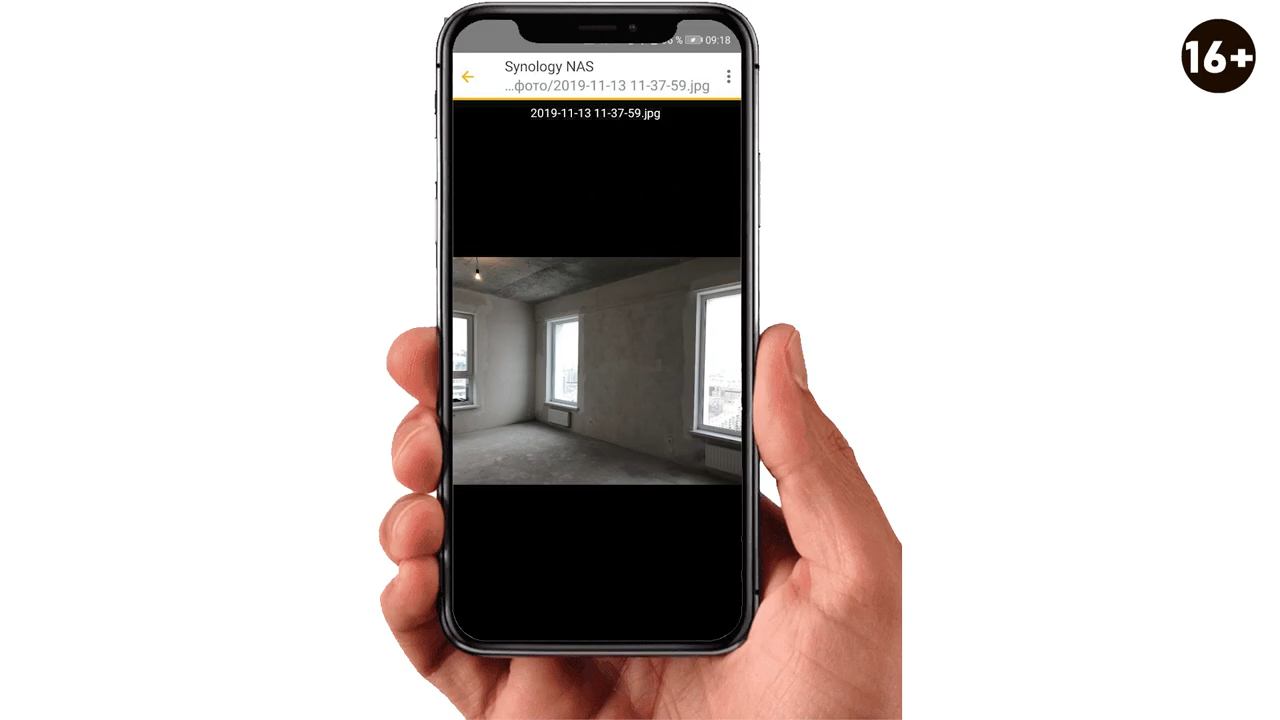 09:18
16+
Synology NAS
...фото/2019-11-13 11-37-59.jpg
2019-11-13 11-37-59.jpg